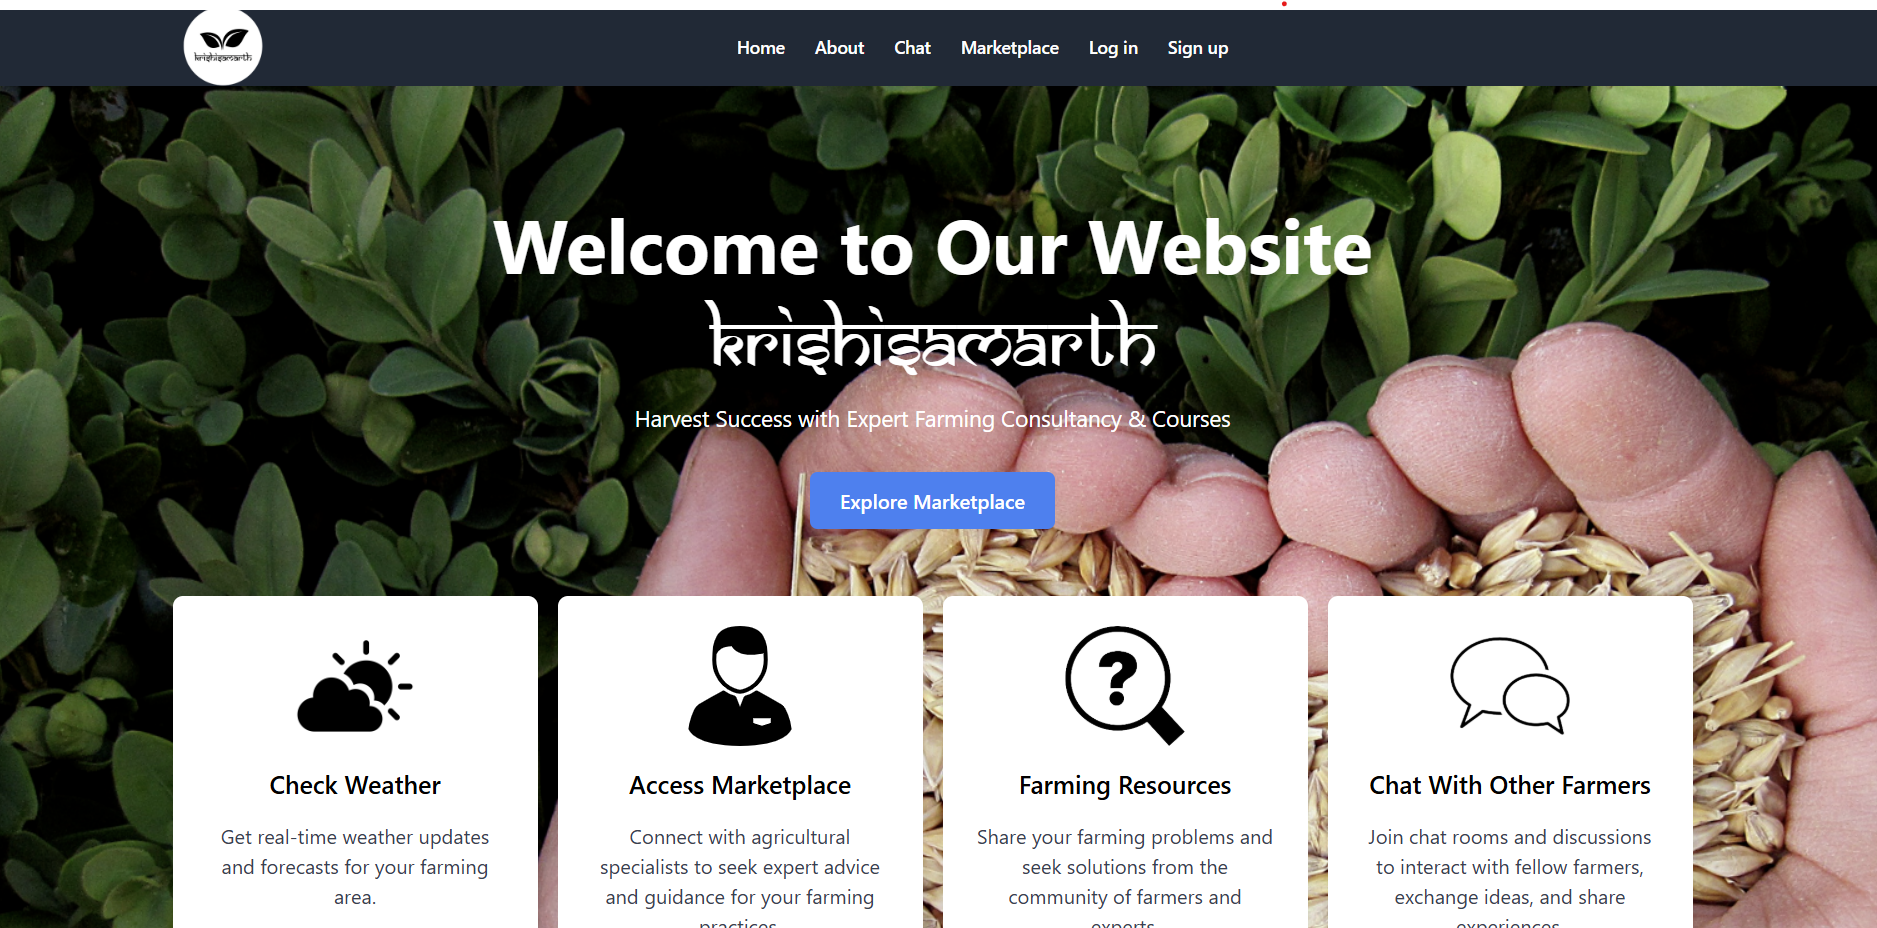 krishisamarth
Home About Chat Marketplace Log in Sign up
Welcome to Our Website
krishisamarth
Harvest Success with Expert Farming Consultancy & Courses
Explore Marketplace
Check Weather
Get real-time weather updates
and forecasts for your farming
area.
Access Marketplace
Connect with agricultural
specialists to seek expert advice
and guidance for your farming
practices.
Farming Resources
Share your farming problems and
seek solutions from the
community of farmers and
experts.
Chat With Other Farmers
Join chat rooms and discussions
to interact with fellow farmers,
exchange ideas, and share
experiences.